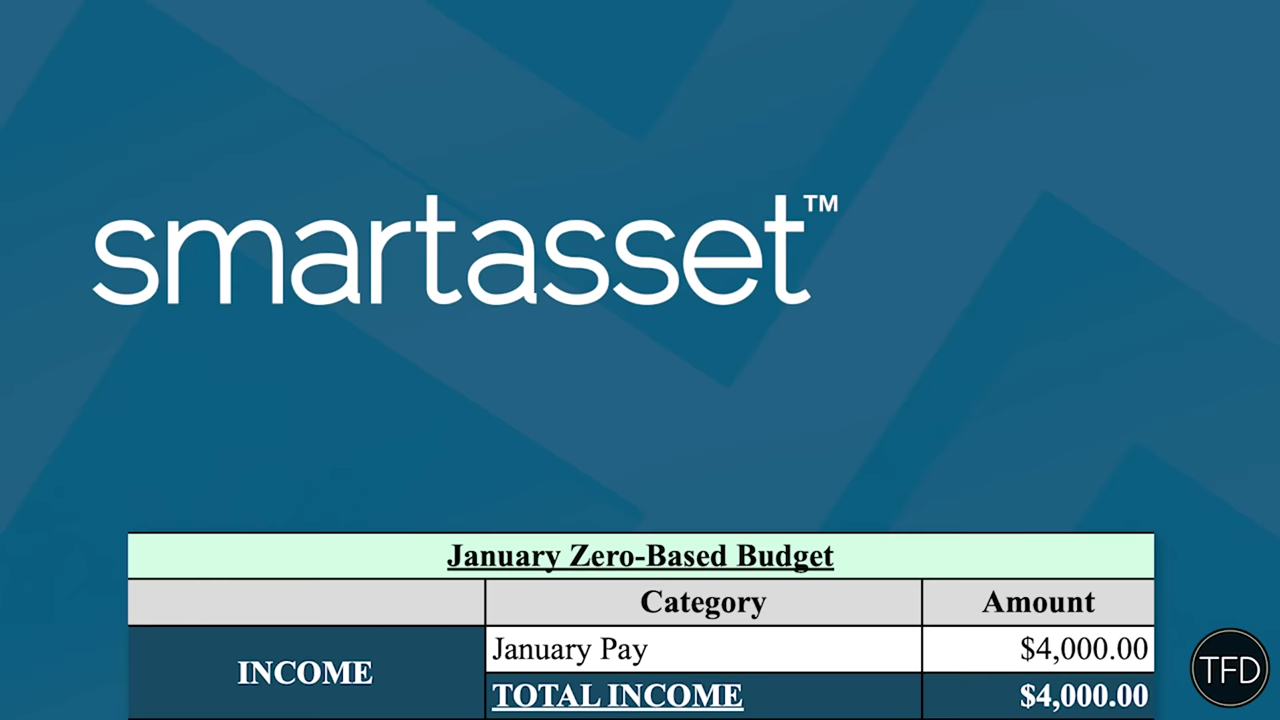 smartasset™
January Zero-Based Budget
Category Amount
January Pay $4,000.00
INCOME
TOTAL INCOME $4,000.00
TFD